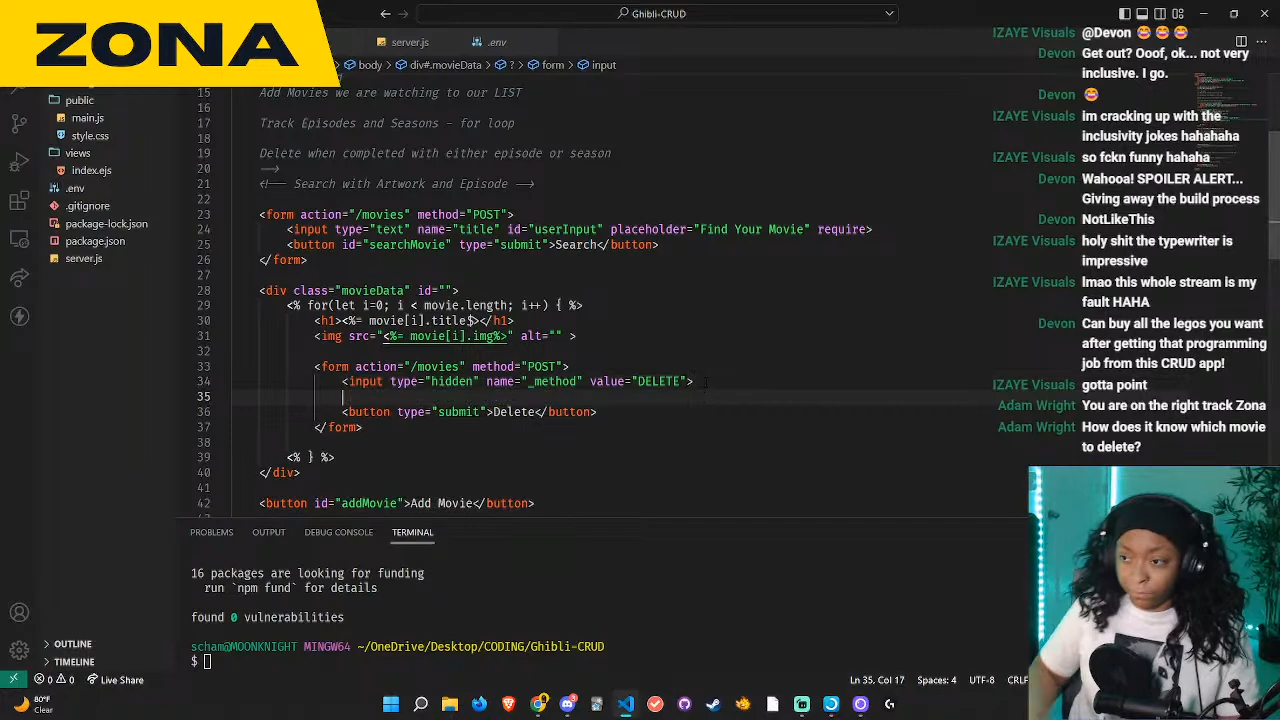 ZONA
Ghibli-CRUD
server.js
.env
body
div#.movieData
?
form
input
public
main.js
style.css
views
index.ejs
.env
.gitignore
package-lock.json
package.json
server.js
15 Add Movies we are watching to our LIST
16
17 Track Episodes and Seasons - for loop
18
19 Delete when completed with either episode or season
20 -->
21 <!-- Search with Artwork and Episode -->
22
23 <form action="/movies" method="POST">
24 <input type="text" name="title" id="userInput" placeholder="Find Your Movie" require>
25 <button id="searchMovie" type="submit">Search</button>
26 </form>
27
28 <div class="movieData" id="">
29 <% for(let i=0; i < movie.length; i++) { %>
30 <h1><%= movie[i].title%></h1>
31 <img src="<%= movie[i].img%>" alt="" >
32
33 <form action="/movies" method="POST">
34 <input type="hidden" name="_method" value="DELETE">
35
36 <button type="submit">Delete</button>
37 </form>
38
39 <% } %>
40 </div>
41
42 <button id="addMovie">Add Movie</button>
PROBLEMS OUTPUT DEBUG CONSOLE TERMINAL
16 packages are looking for funding
run `npm fund` for details
found 0 vulnerabilities
scham@MOONKNIGHT MINGW64 ~/OneDrive/Desktop/CODING/Ghibli-CRUD
$
OUTLINE
TIMELINE
0 0 Live Share
Ln 35, Col 17 Spaces: 4 UTF-8 CRLF
80°F
Clear
IZAYE Visuals @Devon 😂 😂 😂
Devon Get out? Ooof, ok... not very
inclusive. I go.
Devon 😂
IZAYE Visuals Im cracking up with the
inclusivity jokes hahahaha
IZAYE Visuals so fckn funny hahaha
Devon Wahooa! SPOILER ALERT...
Giving away the build process
Devon NotLikeThis
IZAYE Visuals holy shit the typewriter is
impressive
IZAYE Visuals lmao this whole stream is my
fault HAHA
Devon Can buy all the legos you want
after getting that programming
job from this CRUD app!
IZAYE Visuals gotta point
Adam Wright You are on the right track Zona
Adam Wright How does it know which movie
to delete?